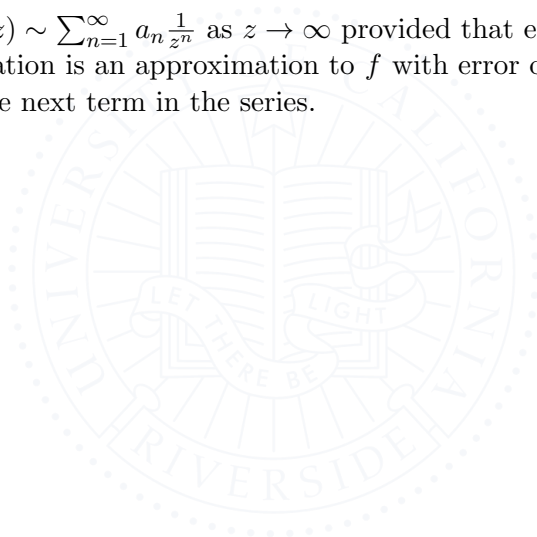 z) ∼ ∑_{n=1}^{∞} a_n \frac{1}{z^n} as z → ∞ provided that e
ation is an approximation to f with error o
e next term in the series.
UNIVERSITY OF CALIFORNIA
LET THERE BE LIGHT
RIVERSIDE